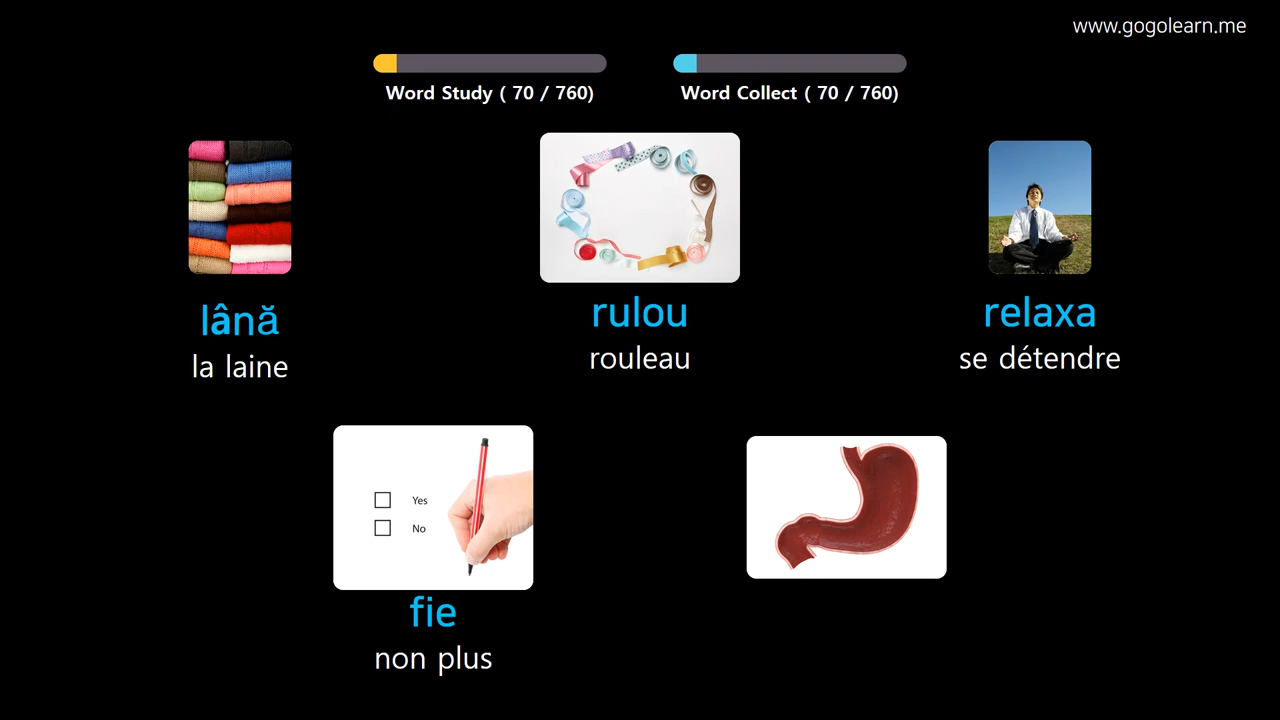 www.gogolearn.me
Word Study ( 70 / 760)
Word Collect ( 70 / 760)
lână
la laine
rulou
rouleau
relaxa
se détendre
Yes
No
fie
non plus